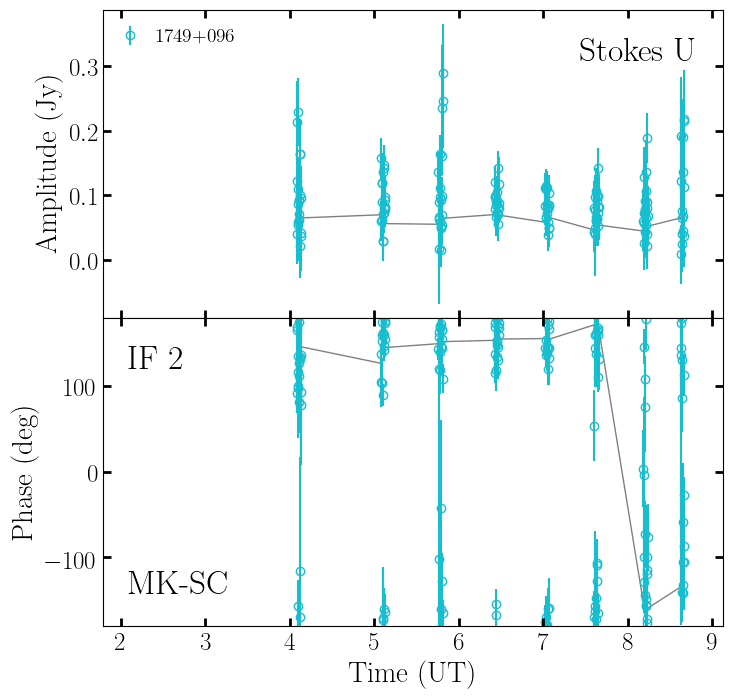 1749+096
Stokes U
0.3
0.2
0.1
0.0
Amplitude (Jy)
IF 2
100
0
−100
Phase (deg)
MK-SC
2 3 4 5 6 7 8 9
Time (UT)